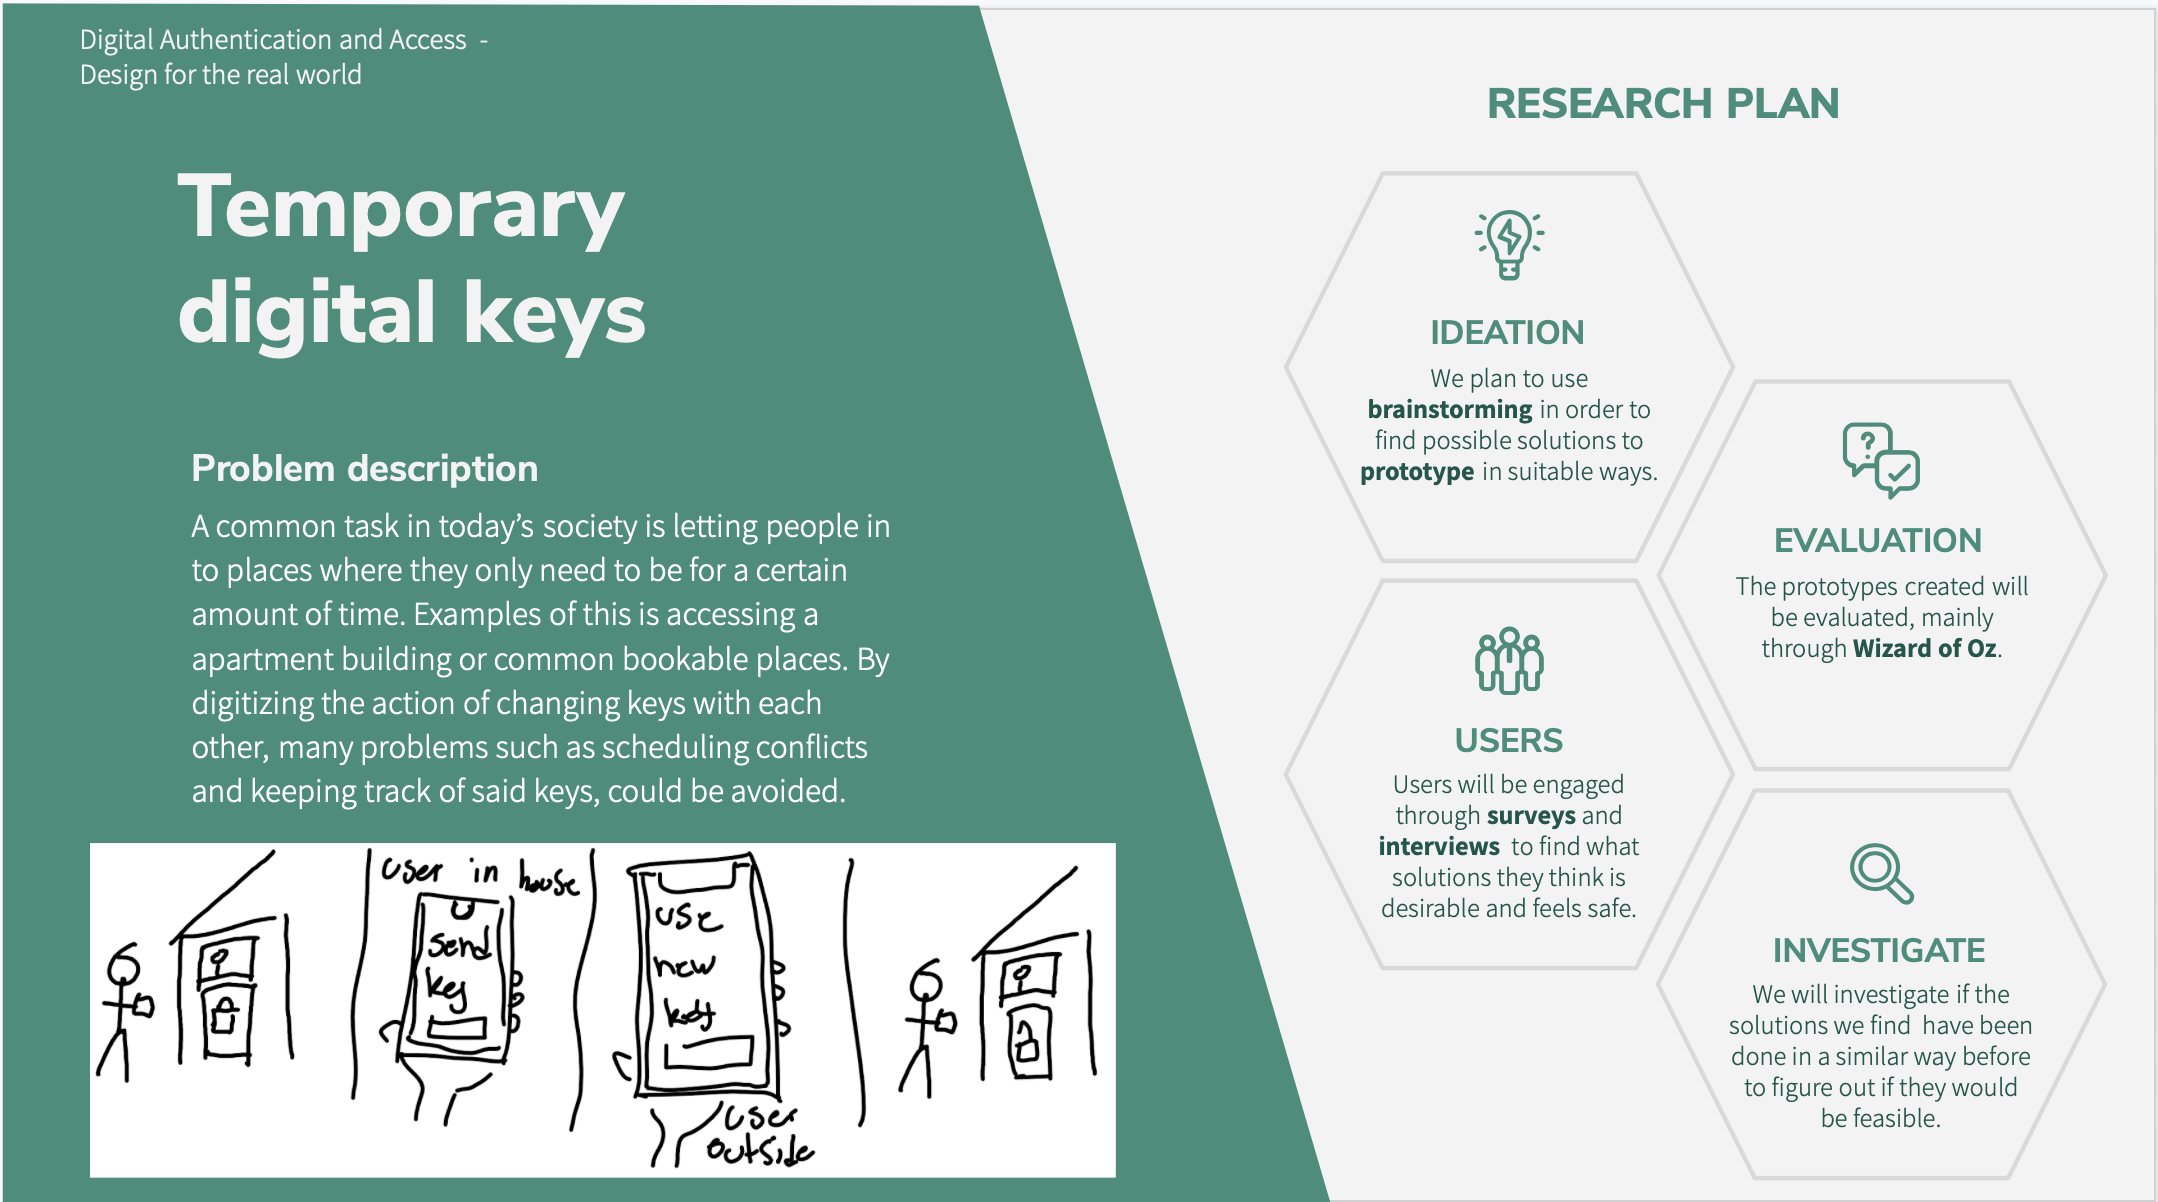 Digital Authentication and Access -
Design for the real world
Temporary
digital keys
Problem description
A common task in today’s society is letting people in
to places where they only need to be for a certain
amount of time. Examples of this is accessing a
apartment building or common bookable places. By
digitizing the action of changing keys with each
other, many problems such as scheduling conflicts
and keeping track of said keys, could be avoided.
user in house
send
key
use
new
key
user
outside
RESEARCH PLAN
IDEATION
We plan to use
brainstorming in order to
find possible solutions to
prototype in suitable ways.
EVALUATION
The prototypes created will
be evaluated, mainly
through Wizard of Oz.
USERS
Users will be engaged
through surveys and
interviews to find what
solutions they think is
desirable and feels safe.
INVESTIGATE
We will investigate if the
solutions we find have been
done in a similar way before
to figure out if they would
be feasible.